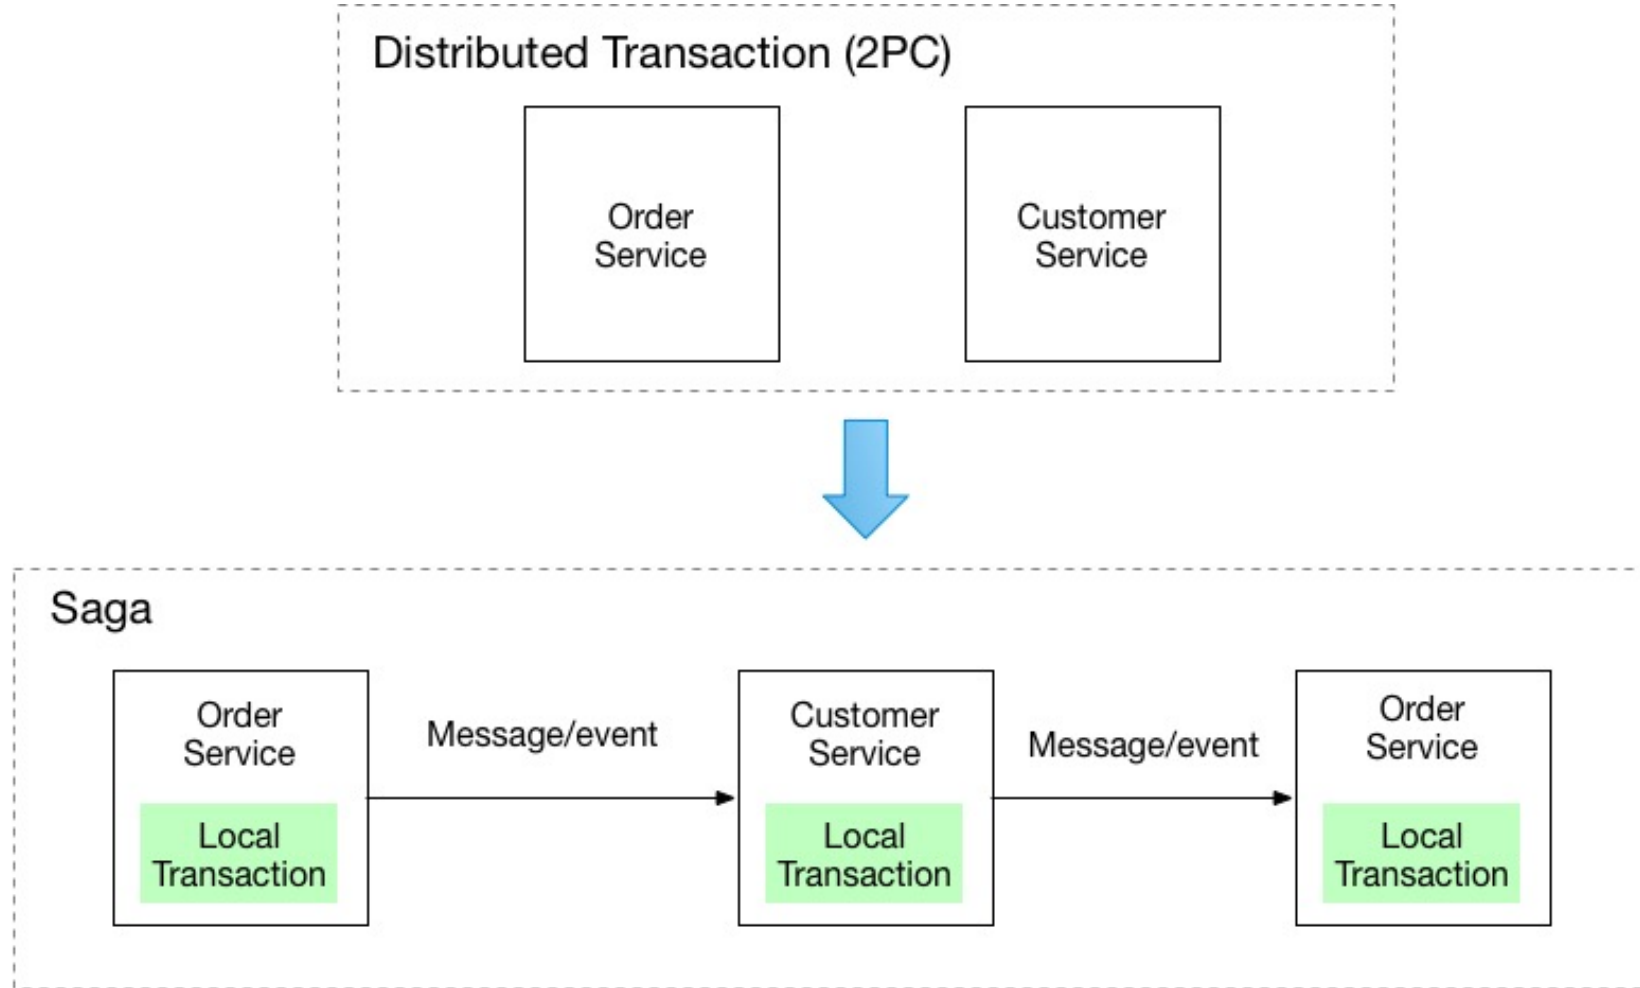 Distributed Transaction (2PC)
Order
Service
Customer
Service
Saga
Order
Service
Local
Transaction
Message/event
Customer
Service
Local
Transaction
Message/event
Order
Service
Local
Transaction